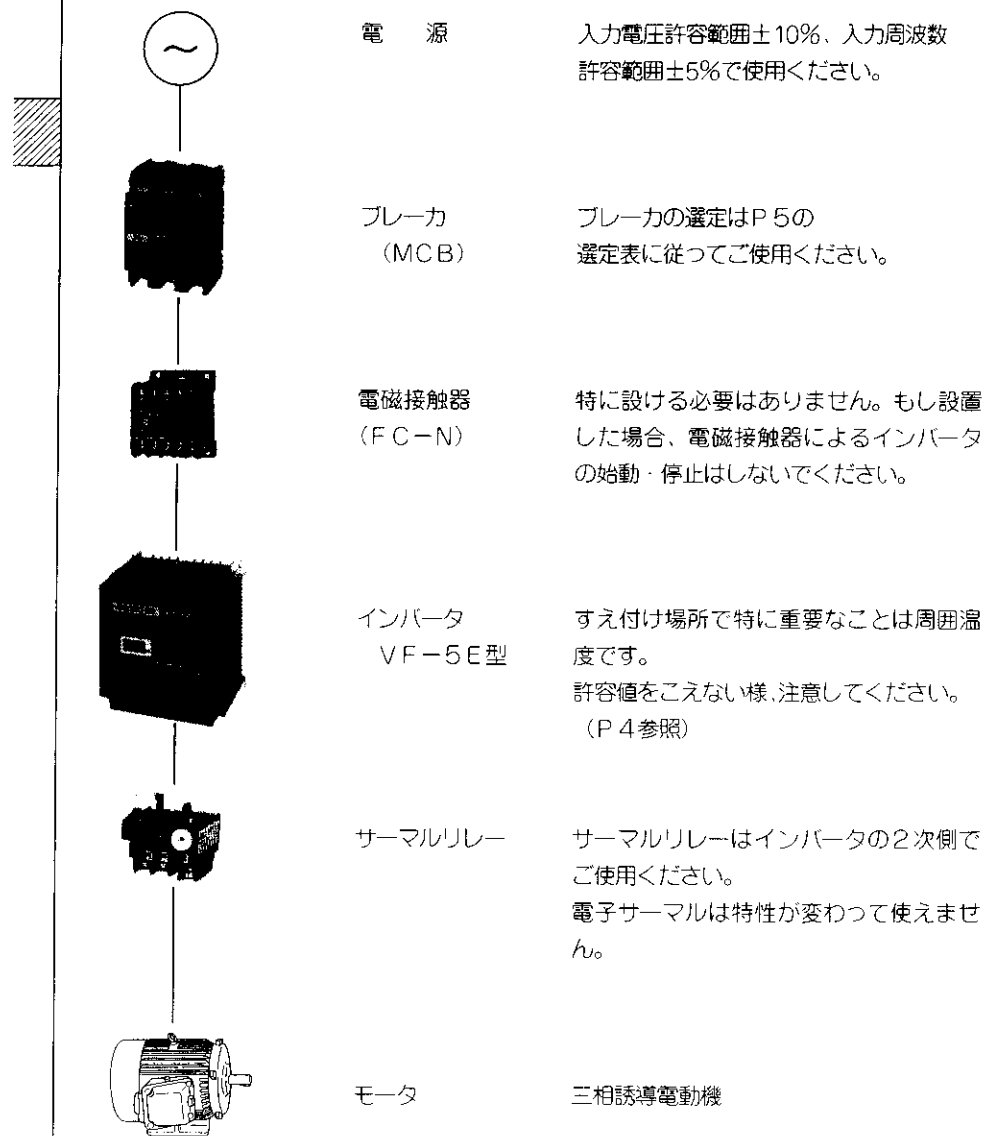 電　源
入力電圧許容範囲±10％、入力周波数
許容範囲±5％で使用ください。
ブレーカ
（MCB）
ブレーカの選定はP 5の
選定表に従ってご使用ください。
電磁接触器
（FC－N）
特に設ける必要はありません。もし設置
した場合、電磁接触器によるインバータ
の始動・停止はしないでください。
インバータ
VF－5E型
すえ付け場所で特に重要なことは周囲温
度です。
許容値をこえない様、注意してください。
（P 4参照）
サーマルリレー
サーマルリレーはインバータの2次側で
ご使用ください。
電子サーマルは特性が変わって使えませ
ん。
モータ
三相誘導電動機